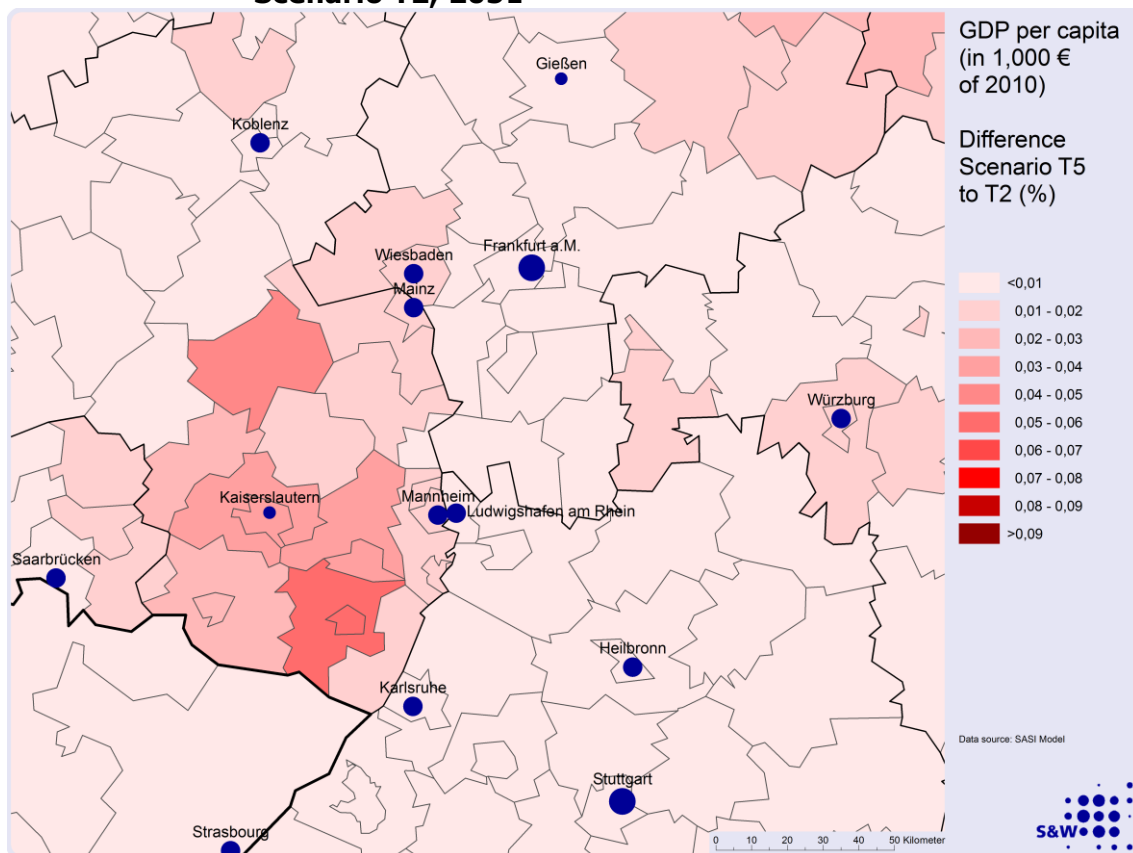 GDP per capita
(in 1,000 €
of 2010)
Difference
Scenario T5
to T2 (%)
<0,01
0,01 - 0,02
0,02 - 0,03
0,03 - 0,04
0,04 - 0,05
0,05 - 0,06
0,06 - 0,07
0,07 - 0,08
0,08 - 0,09
>0,09
Gießen
Koblenz
Wiesbaden
Frankfurt a.M.
Mainz
Würzburg
Kaiserslautern
Mannheim
Ludwigshafen am Rhein
Saarbrücken
Heilbronn
Karlsruhe
Stuttgart
Strasbourg
0 10 20 30 40 50 Kilometer
Data source: SASI Model
S&W